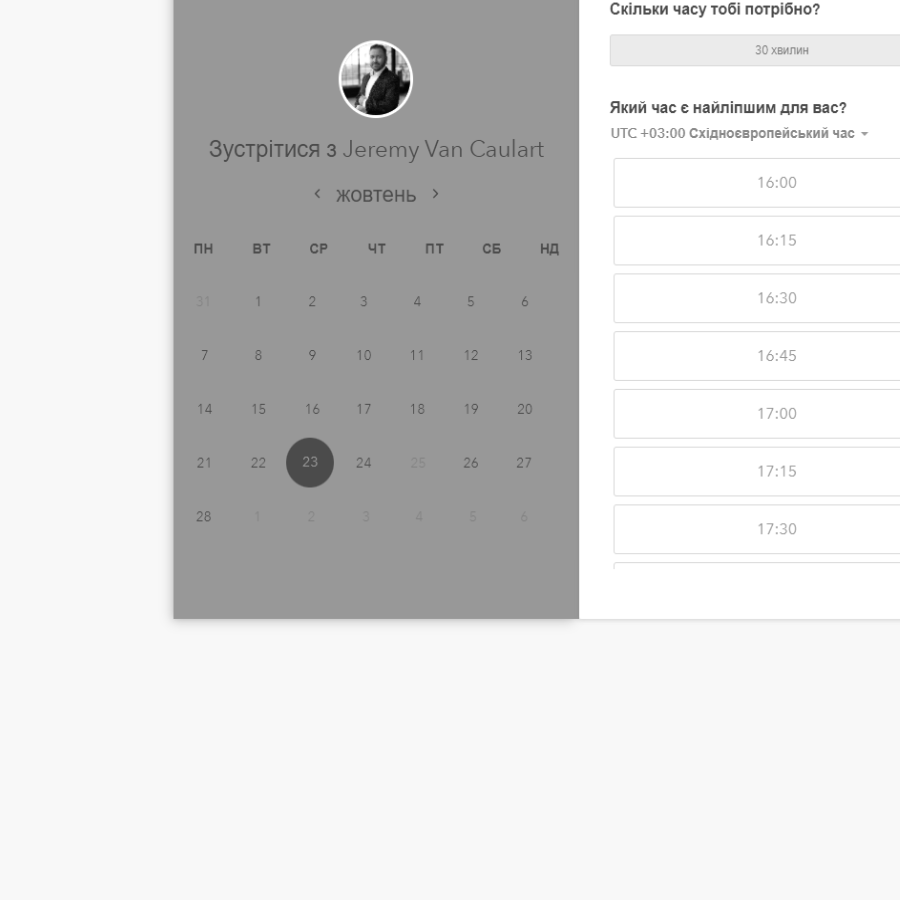 Зустрітися з Jeremy Van Caulart
жовтень
ПН ВТ СР ЧТ ПТ СБ НД
31 1 2 3 4 5 6
7 8 9 10 11 12 13
14 15 16 17 18 19 20
21 22 23 24 25 26 27
28 1 2 3 4 5 6
Скільки часу тобі потрібно?
30 хвилин
Який час є найліпшим для вас?
UTC +03:00 Східноєвропейський час
16:00
16:15
16:30
16:45
17:00
17:15
17:30